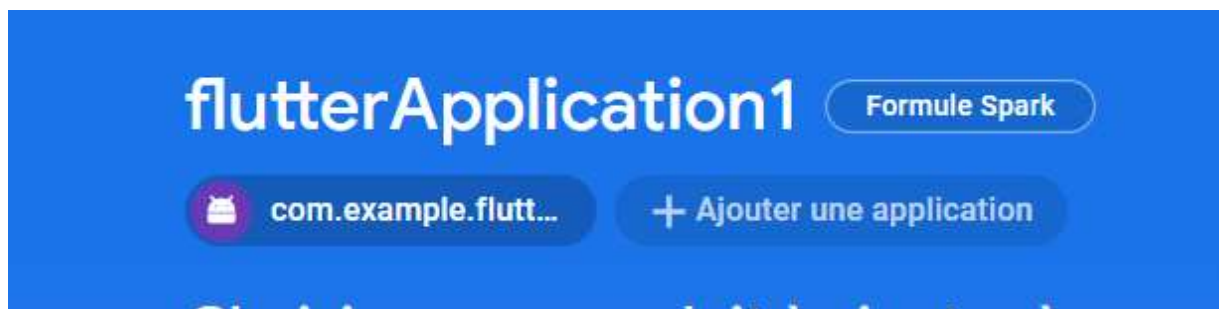 flutterApplication1 Formule Spark
com.example.flutt... + Ajouter une application